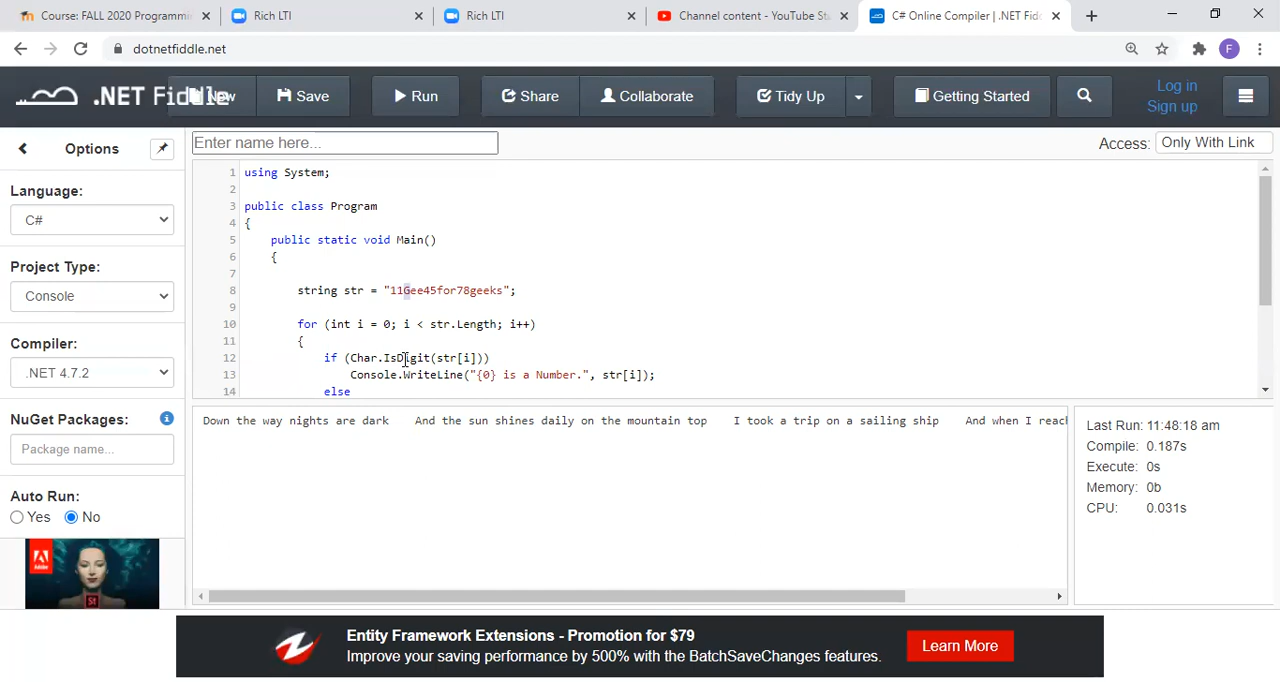 Course: FALL 2020 Programmin
Rich LTI
Rich LTI
Channel content - YouTube Stu
C# Online Compiler | .NET Fidd
dotnetfiddle.net
F
.NET Fiddle
New
Save
Run
Share
Collaborate
Tidy Up
Getting Started
Log in
Sign up
Options
Enter name here...
Access:
Only With Link
Language:
C#
Project Type:
Console
Compiler:
.NET 4.7.2
NuGet Packages:
Package name...
Auto Run:
Yes
No
St
1 using System;
2
3 public class Program
4 {
5 public static void Main()
6 {
7
8 string str = "11Gee45for78geeks";
9
10 for (int i = 0; i < str.Length; i++)
11 {
12 if (Char.IsDigit(str[i]))
13 Console.WriteLine("{0} is a Number.", str[i]);
14 else
Down the way nights are dark And the sun shines daily on the mountain top I took a trip on a sailing ship And when I reach
Last Run: 11:48:18 am
Compile: 0.187s
Execute: 0s
Memory: 0b
CPU: 0.031s
Entity Framework Extensions - Promotion for $79
Improve your saving performance by 500% with the BatchSaveChanges features.
Learn More